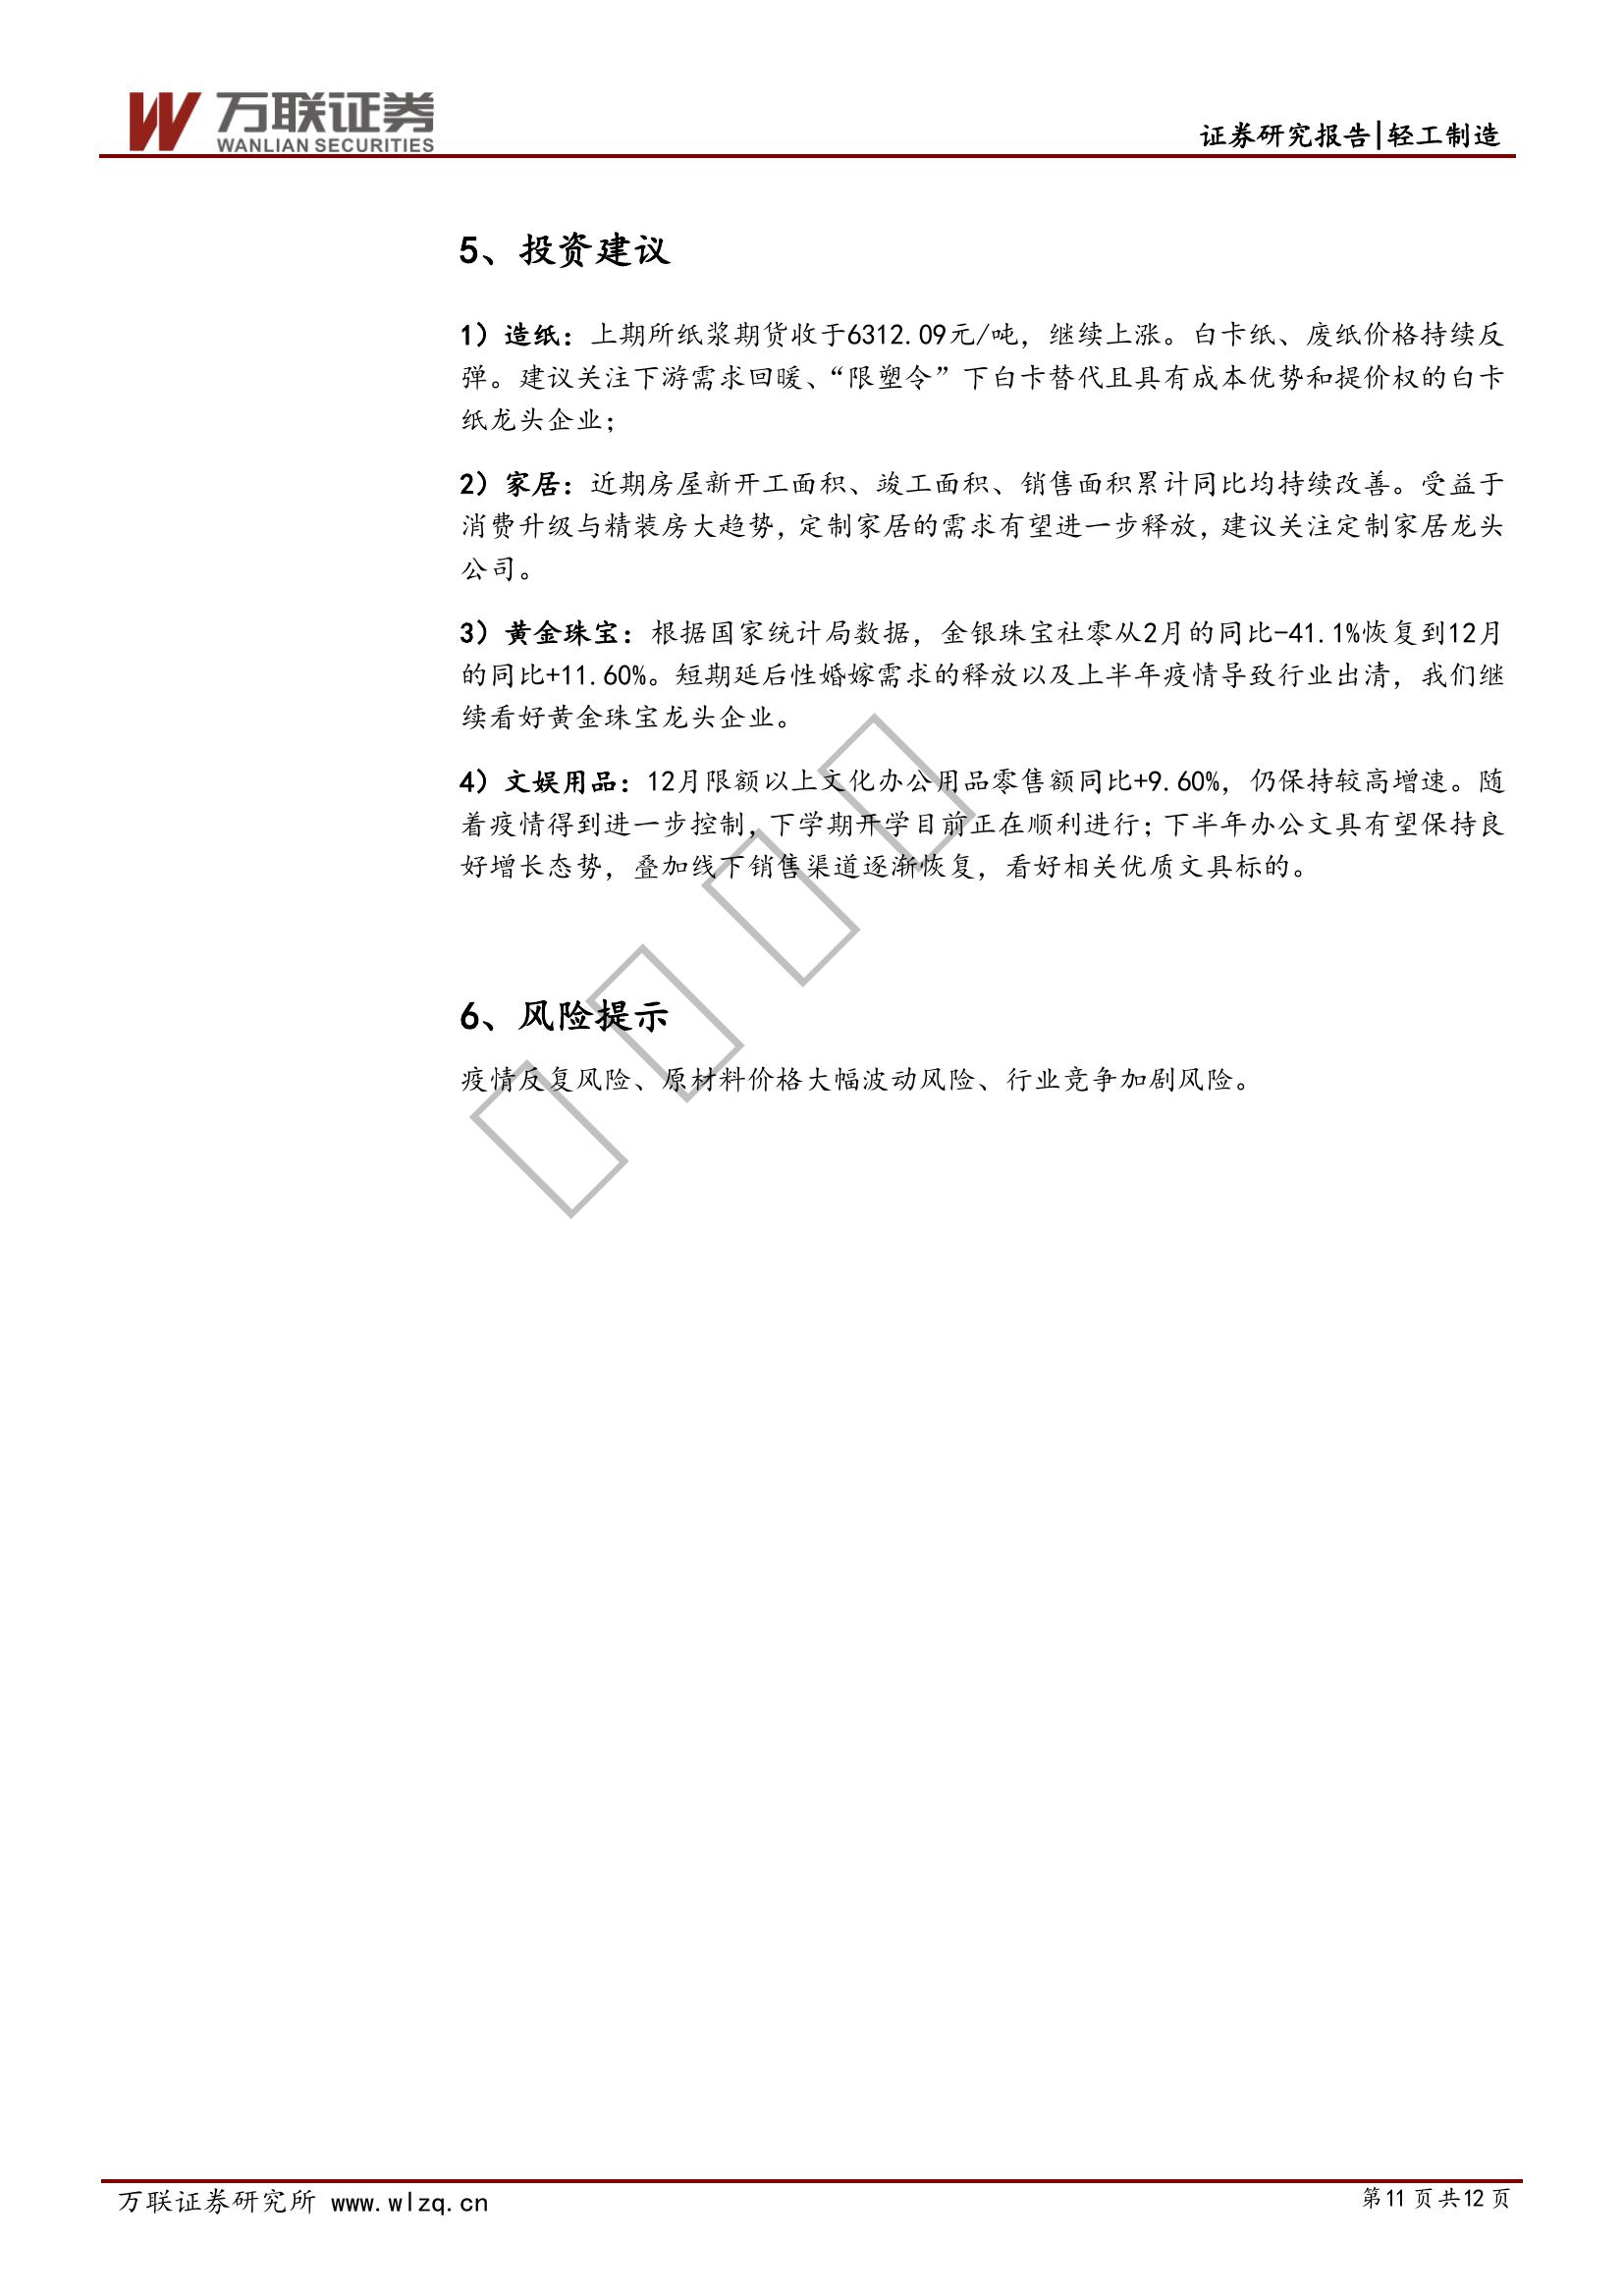 万联证券
WANLIAN SECURITIES
证券研究报告|轻工制造
5、投资建议
1）造纸：上期所纸浆期货收于6312.09元/吨，继续上涨。白卡纸、废纸价格持续反
弹。建议关注下游需求回暖、“限塑令”下白卡替代且具有成本优势和提价权的白卡
纸龙头企业；
2）家居：近期房屋新开工面积、竣工面积、销售面积累计同比均持续改善。受益于
消费升级与精装房大趋势，定制家居的需求有望进一步释放，建议关注定制家居龙头
公司。
3）黄金珠宝：根据国家统计局数据，金银珠宝社零从2月的同比-41.1%恢复到12月
的同比+11.60%。短期延后性婚嫁需求的释放以及上半年疫情导致行业出清，我们继
续看好黄金珠宝龙头企业。
4）文娱用品：12月限额以上文化办公用品零售额同比+9.60%，仍保持较高增速。随
着疫情得到进一步控制，下学期开学目前正在顺利进行；下半年办公文具有望保持良
好增长态势，叠加线下销售渠道逐渐恢复，看好相关优质文具标的。
6、风险提示
疫情反复风险、原材料价格大幅波动风险、行业竞争加剧风险。
万联证券研究所 www.wlzq.cn
第11页共12页